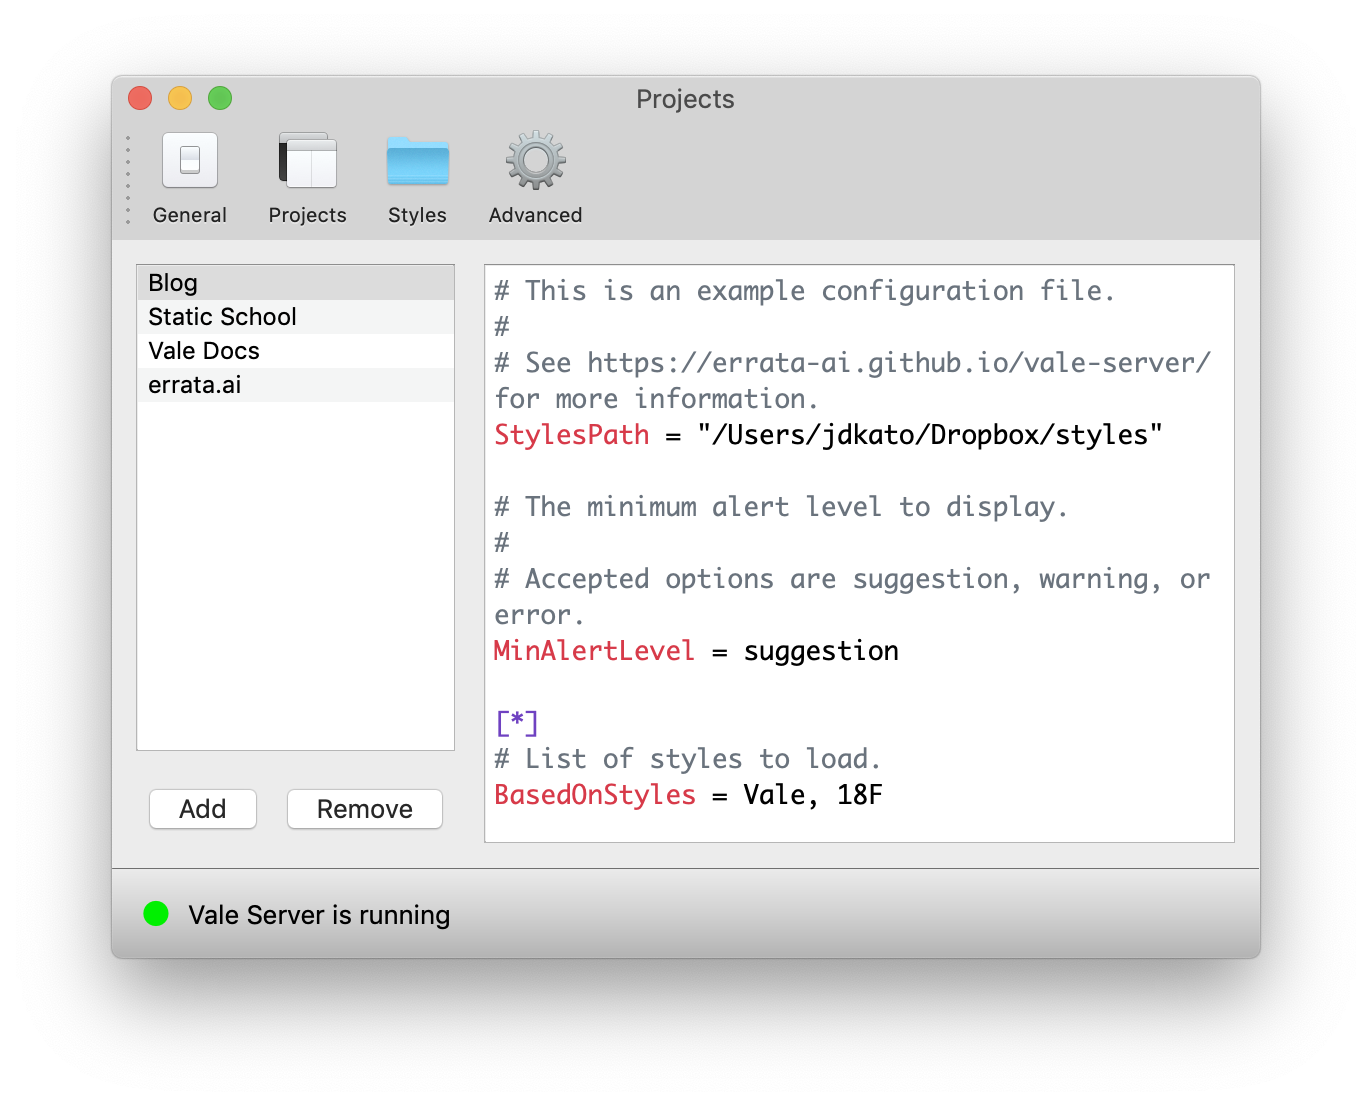 Projects
General
Projects
Styles
Advanced
Blog
Static School
Vale Docs
errata.ai
Add
Remove
# This is an example configuration file.
#
# See https://errata-ai.github.io/vale-server/
for more information.
StylesPath = "/Users/jdkato/Dropbox/styles"
# The minimum alert level to display.
#
# Accepted options are suggestion, warning, or
error.
MinAlertLevel = suggestion
[*]
# List of styles to load.
BasedOnStyles = Vale, 18F
Vale Server is running